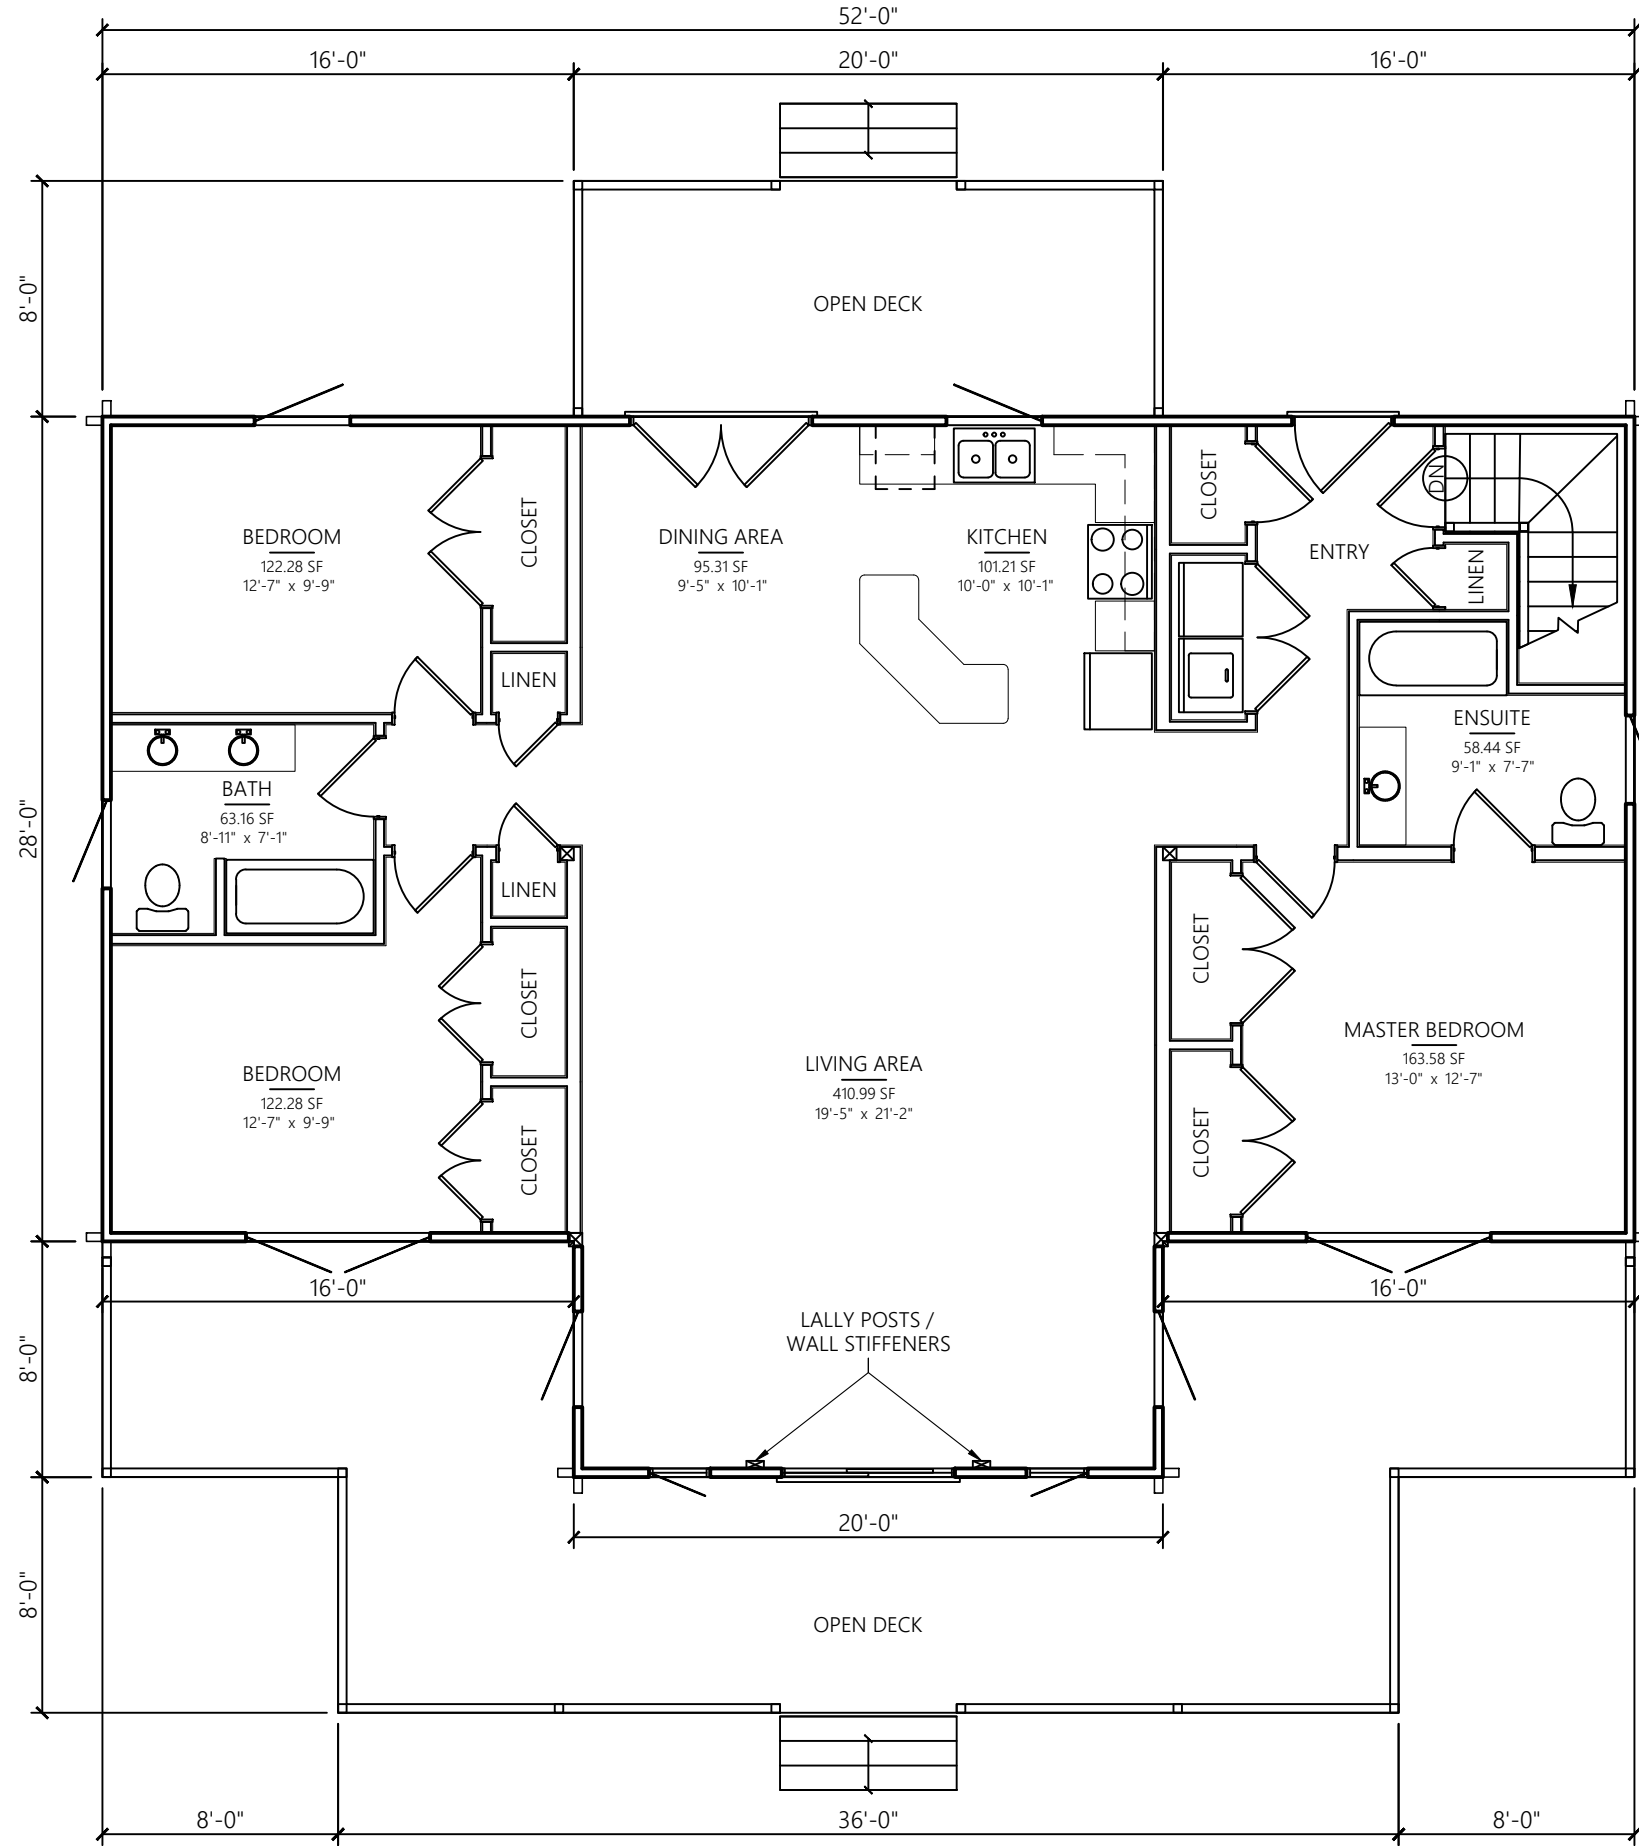 52'-0"
16'-0"
20'-0"
16'-0"
8'-0"
OPEN DECK
28'-0"
BEDROOM
122.28 SF
12'-7" x 9'-9"
CLOSET
DINING AREA
95.31 SF
9'-5" x 10'-1"
KITCHEN
101.21 SF
10'-0" x 10'-1"
CLOSET
ENTRY
DN
LINEN
LINEN
ENSUITE
58.44 SF
9'-1" x 7'-7"
BATH
63.16 SF
8'-11" x 7'-1"
LINEN
CLOSET
CLOSET
BEDROOM
122.28 SF
12'-7" x 9'-9"
CLOSET
LIVING AREA
410.99 SF
19'-5" x 21'-2"
CLOSET
MASTER BEDROOM
163.58 SF
13'-0" x 12'-7"
16'-0"
16'-0"
8'-0"
LALLY POSTS /
WALL STIFFENERS
20'-0"
8'-0"
OPEN DECK
8'-0"
36'-0"
8'-0"